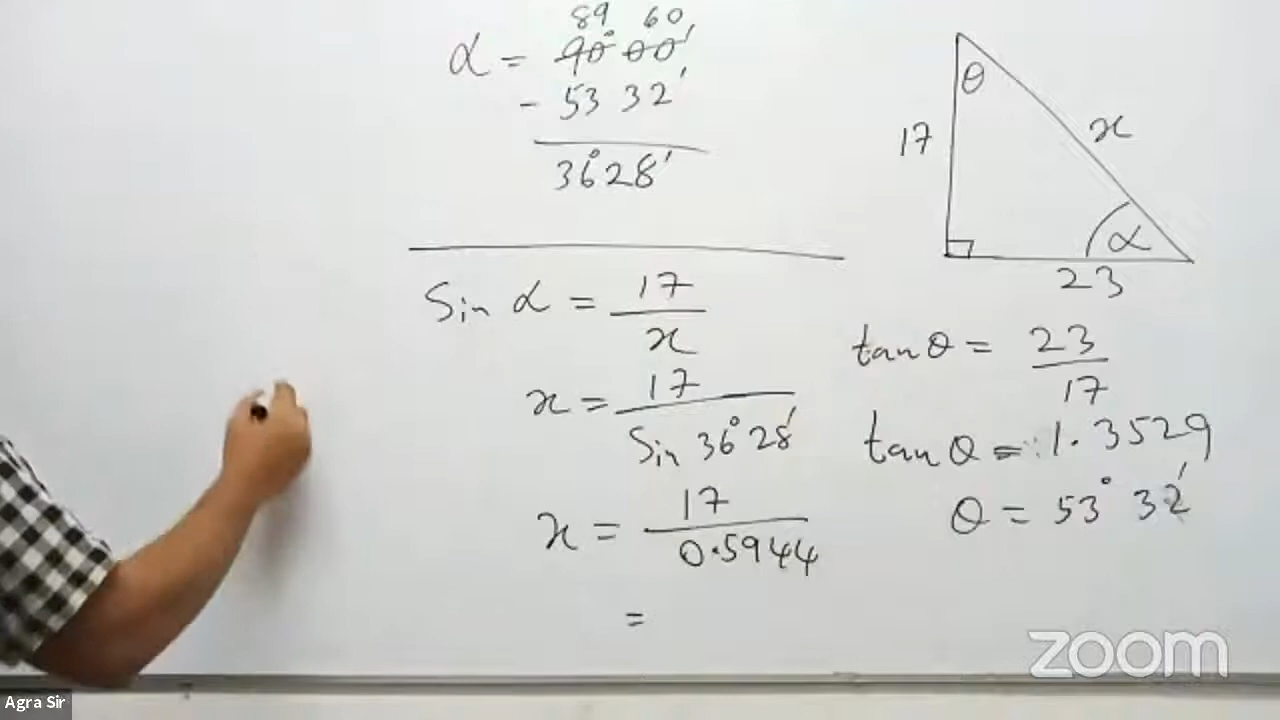 89 60
α = 90° 00'
- 53 32'
36° 28'
θ
17
x
α
23
Sin α = 17/x
x = 17/Sin 36° 28'
x = 17/0.5944
=
tan θ = 23/17
tan θ = 1.3529
θ = 53° 32'
zoom
Agra Sir